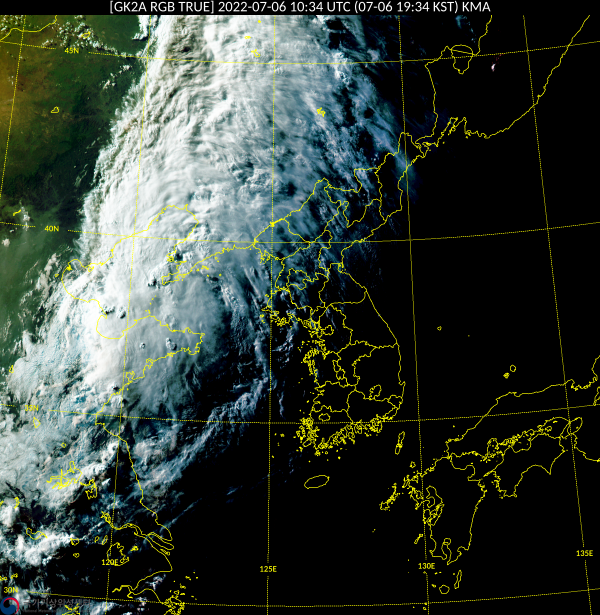 [GK2A RGB TRUE] 2022-07-06 10:34 UTC (07-06 19:34 KST) KMA
45N
40N
120E
125E
130E
135E
30N